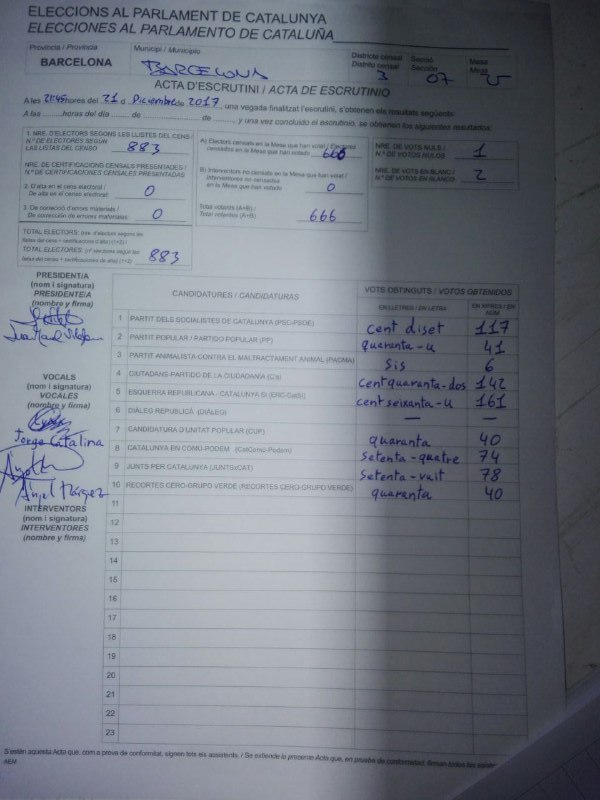 ELECCIONS AL PARLAMENT DE CATALUNYA
ELECCIONES AL PARLAMENTO DE CATALUÑA
Província / Provincia Municipi / Municipio Districte censal Secció Mesa
Distrito censal Sección Mesa
BARCELONA BARCELONA 3 07 U
ACTA D'ESCRUTINI / ACTA DE ESCRUTINIO
A les 21:45 hores del 21 d Diciembre de 2017, una vegada finalitzat l'escrutini, s'obtenen els resultats següents:
A las ........horas del día ........ de ........................ de ............, y una vez concluido el escrutinio, se obtienen los siguientes resultados:
1. NRE. D'ELECTORS SEGONS LES LLISTES DEL CENS /
N.º DE ELECTORES SEGÚN
LAS LISTAS DEL CENSO 883
NRE. DE CERTIFICACIONS CENSALS PRESENTADES /
N.º DE CERTIFICACIONES CENSALES PRESENTADAS
2. D'alta en el cens electoral /
De alta en el censo electoral: 0
3. De correcció d'errors materials /
De corrección de errores materiales: 0
TOTAL ELECTORS: (nre. d'electors segons les
llistes del cens + certificacions d'alta) (1+2) /
TOTAL ELECTORES: (nº electores según las
listas del censo + certificaciones de alta) (1+2) 883
A) Electors censats en la Mesa que han votat / Electores
censados en la Mesa que han votado 666
B) Interventors no censats en la Mesa que han votat /
Interventores no censados
en la Mesa que han votado 0
Total votants (A+B) /
Total votantes (A+B) 666
NRE. DE VOTS NULS /
N.º DE VOTOS NULOS 1
NRE. DE VOTS EN BLANC /
N.º DE VOTOS EN BLANCO 2
PRESIDENT/A
(nom i signatura)
PRESIDENTE/A
(nombre y firma)
VOCALS
(nom i signatura)
VOCALES
(nombre y firma)
Jorge Catalina
Ángel Márquez
INTERVENTORS
(nom i signatura)
INTERVENTORES
(nombre y firma)
CANDIDATURES / CANDIDATURAS VOTS OBTINGUTS / VOTOS OBTENIDOS
EN LLETRES / EN LETRA EN XIFRES / EN NÚM
1 PARTIT DELS SOCIALISTES DE CATALUNYA (PSC-PSOE) cent diset 117
2 PARTIT POPULAR / PARTIDO POPULAR (PP) quaranta-u 41
3 PARTIT ANIMALISTA CONTRA EL MALTRACTAMENT ANIMAL (PACMA) sis 6
4 CIUTADANS-PARTIDO DE LA CIUDADANÍA (C's) cent quaranta-dos 142
5 ESQUERRA REPUBLICANA - CATALUNYA SÍ (ERC-CatSí) cent seixanta-u 161
6 DIÀLEG REPUBLICÀ (DIÀLEG) — —
7 CANDIDATURA D'UNITAT POPULAR (CUP) quaranta 40
8 CATALUNYA EN COMÚ-PODEM (CatComú-Podem) setenta-quatre 74
9 JUNTS PER CATALUNYA (JUNTSxCAT) Setenta-vuit 78
10 RECORTES CERO-GRUPO VERDE (RECORTES CERO-GRUPO VERDE) quaranta 40
11
12
13
14
15
16
17
18
19
20
21
22
23
S'estén aquesta Acta que, com a prova de conformitat, signen tots els assistents. / Se extiende la presente Acta que, en prueba de conformidad, firman todos los
AEM